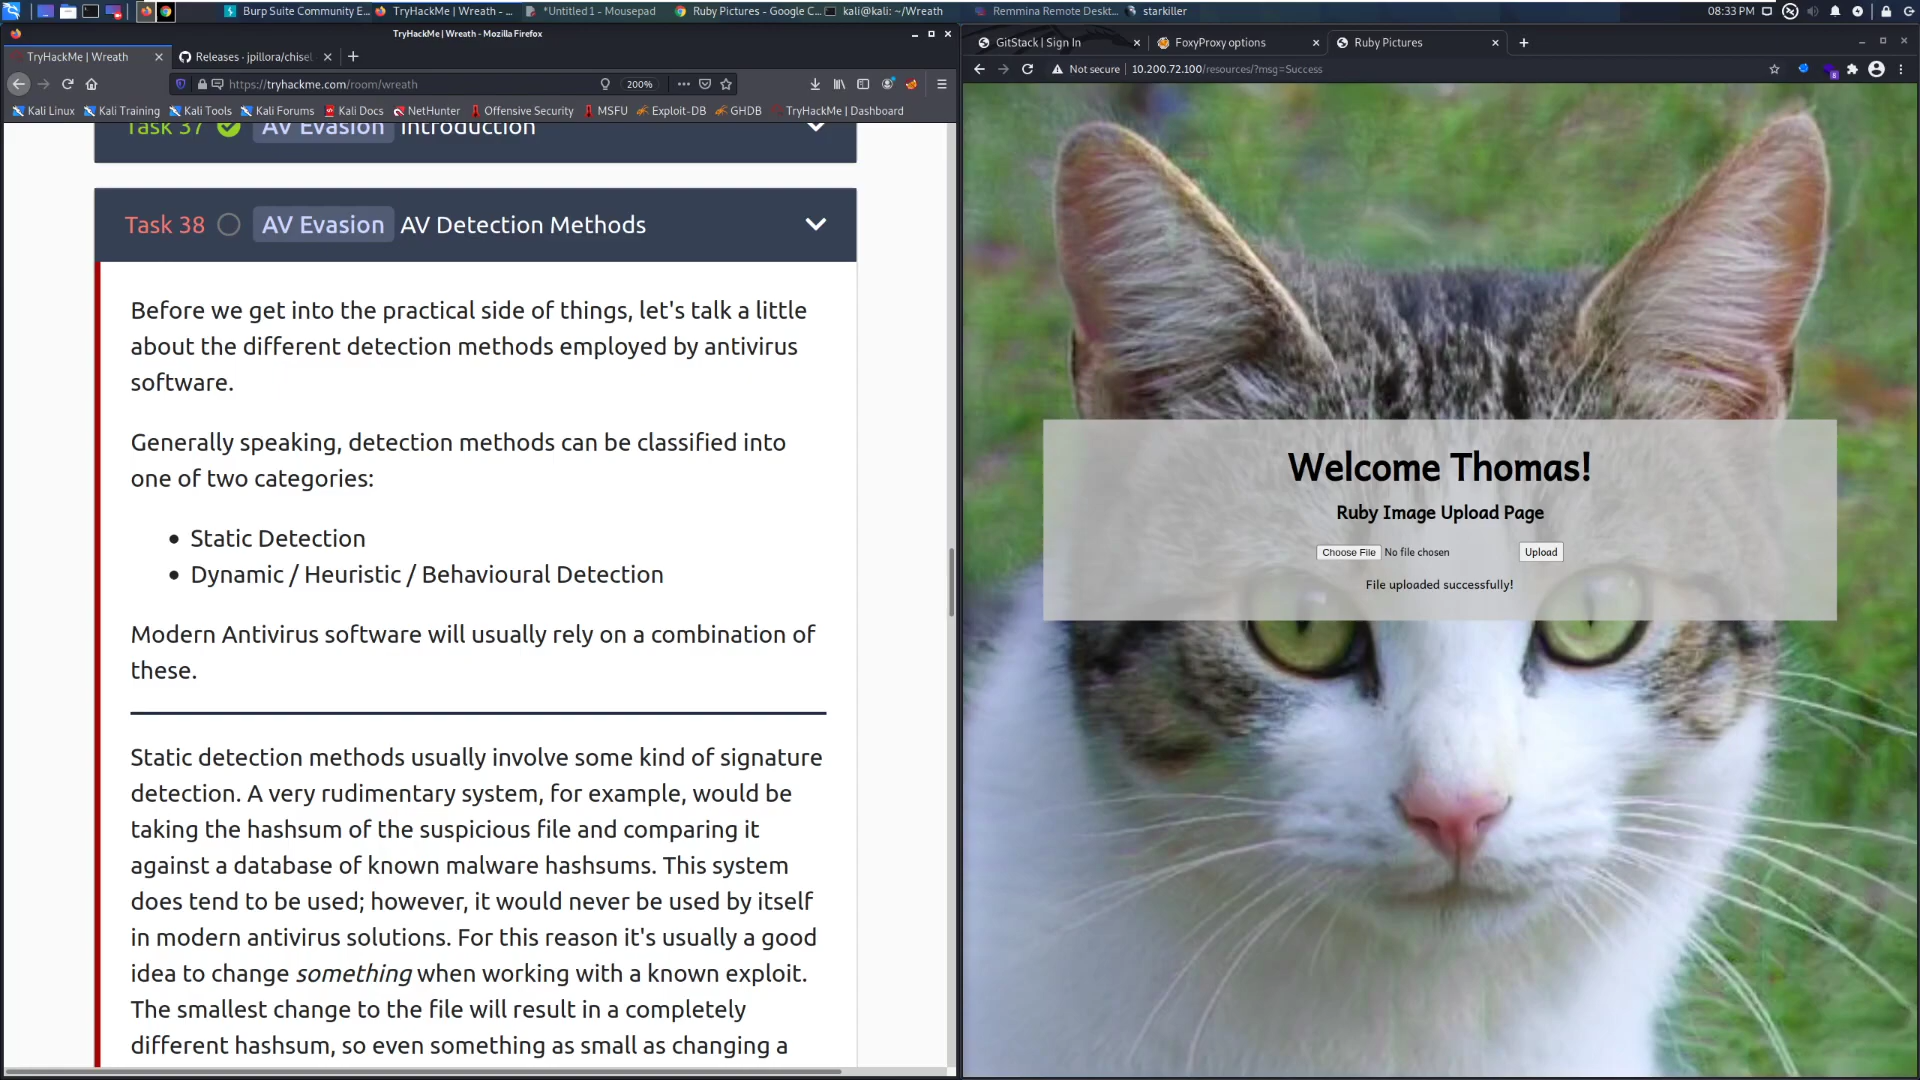 Burp Suite Community E...
TryHackMe | Wreath - ...
*Untitled 1 - Mousepad
Ruby Pictures - Google C...
kali@kali: ~/Wreath
Remmina Remote Deskt...
starkiller
08:33 PM
TryHackMe | Wreath - Mozilla Firefox
TryHackMe | Wreath
Releases · jpillora/chisel
https://tryhackme.com/room/wreath
200%
Kali Linux
Kali Training
Kali Tools
Kali Forums
Kali Docs
NetHunter
Offensive Security
MSFU
Exploit-DB
GHDB
TryHackMe | Dashboard
Task 37 AV Evasion Introduction
Task 38 AV Evasion AV Detection Methods
Before we get into the practical side of things, let's talk a little
about the different detection methods employed by antivirus
software.
Generally speaking, detection methods can be classified into
one of two categories:
Static Detection
Dynamic / Heuristic / Behavioural Detection
Modern Antivirus software will usually rely on a combination of
these.
Static detection methods usually involve some kind of signature
detection. A very rudimentary system, for example, would be
taking the hashsum of the suspicious file and comparing it
against a database of known malware hashsums. This system
does tend to be used; however, it would never be used by itself
in modern antivirus solutions. For this reason it's usually a good
idea to change something when working with a known exploit.
The smallest change to the file will result in a completely
different hashsum, so even something as small as changing a
GitStack | Sign In
FoxyProxy options
Ruby Pictures
Not secure | 10.200.72.100/resources/?msg=Success
Welcome Thomas!
Ruby Image Upload Page
Choose File No file chosen Upload
File uploaded successfully!